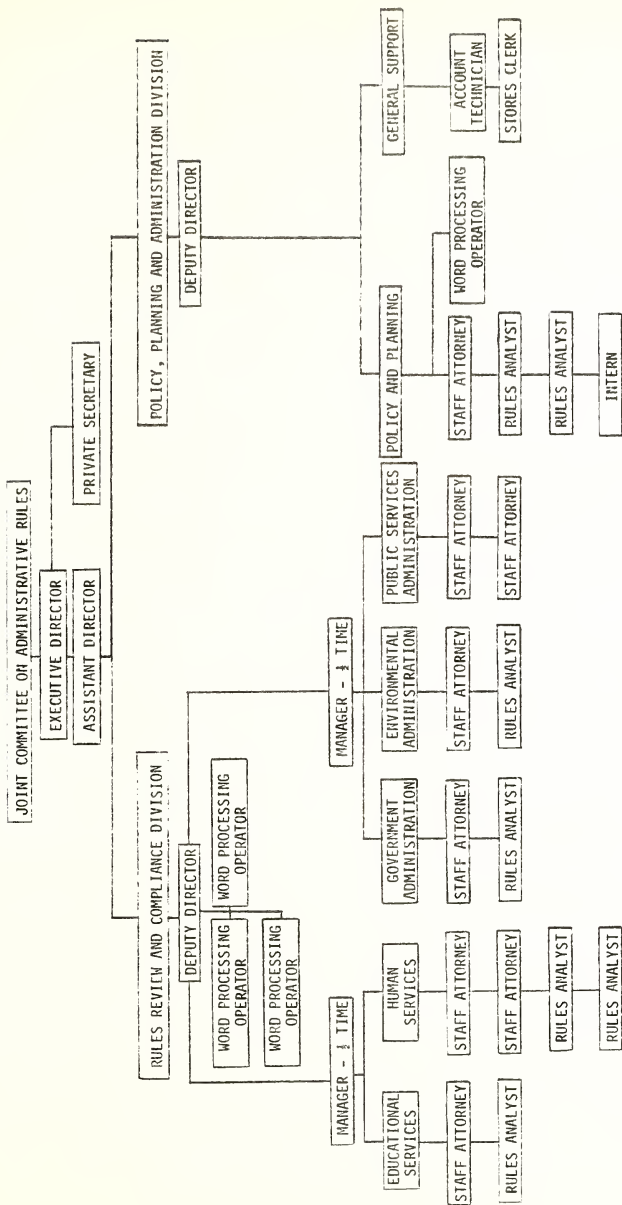 JOINT COMMITTEE ON ADMINISTRATIVE RULES
EXECUTIVE DIRECTOR
PRIVATE SECRETARY
ASSISTANT DIRECTOR
RULES REVIEW AND COMPLIANCE DIVISION
DEPUTY DIRECTOR
WORD PROCESSING
OPERATOR
WORD PROCESSING
OPERATOR
WORD PROCESSING
OPERATOR
MANAGER - ½ TIME
EDUCATIONAL
SERVICES
STAFF ATTORNEY
RULES ANALYST
HUMAN
SERVICES
STAFF ATTORNEY
STAFF ATTORNEY
RULES ANALYST
RULES ANALYST
MANAGER - ½ TIME
GOVERNMENT
ADMINISTRATION
STAFF ATTORNEY
RULES ANALYST
ENVIRONMENTAL
ADMINISTRATION
STAFF ATTORNEY
RULES ANALYST
PUBLIC SERVICES
ADMINISTRATION
STAFF ATTORNEY
STAFF ATTORNEY
POLICY, PLANNING AND ADMINISTRATION DIVISION
DEPUTY DIRECTOR
POLICY AND PLANNING
WORD PROCESSING
OPERATOR
STAFF ATTORNEY
RULES ANALYST
RULES ANALYST
INTERN
GENERAL SUPPORT
ACCOUNT
TECHNICIAN
STORES CLERK